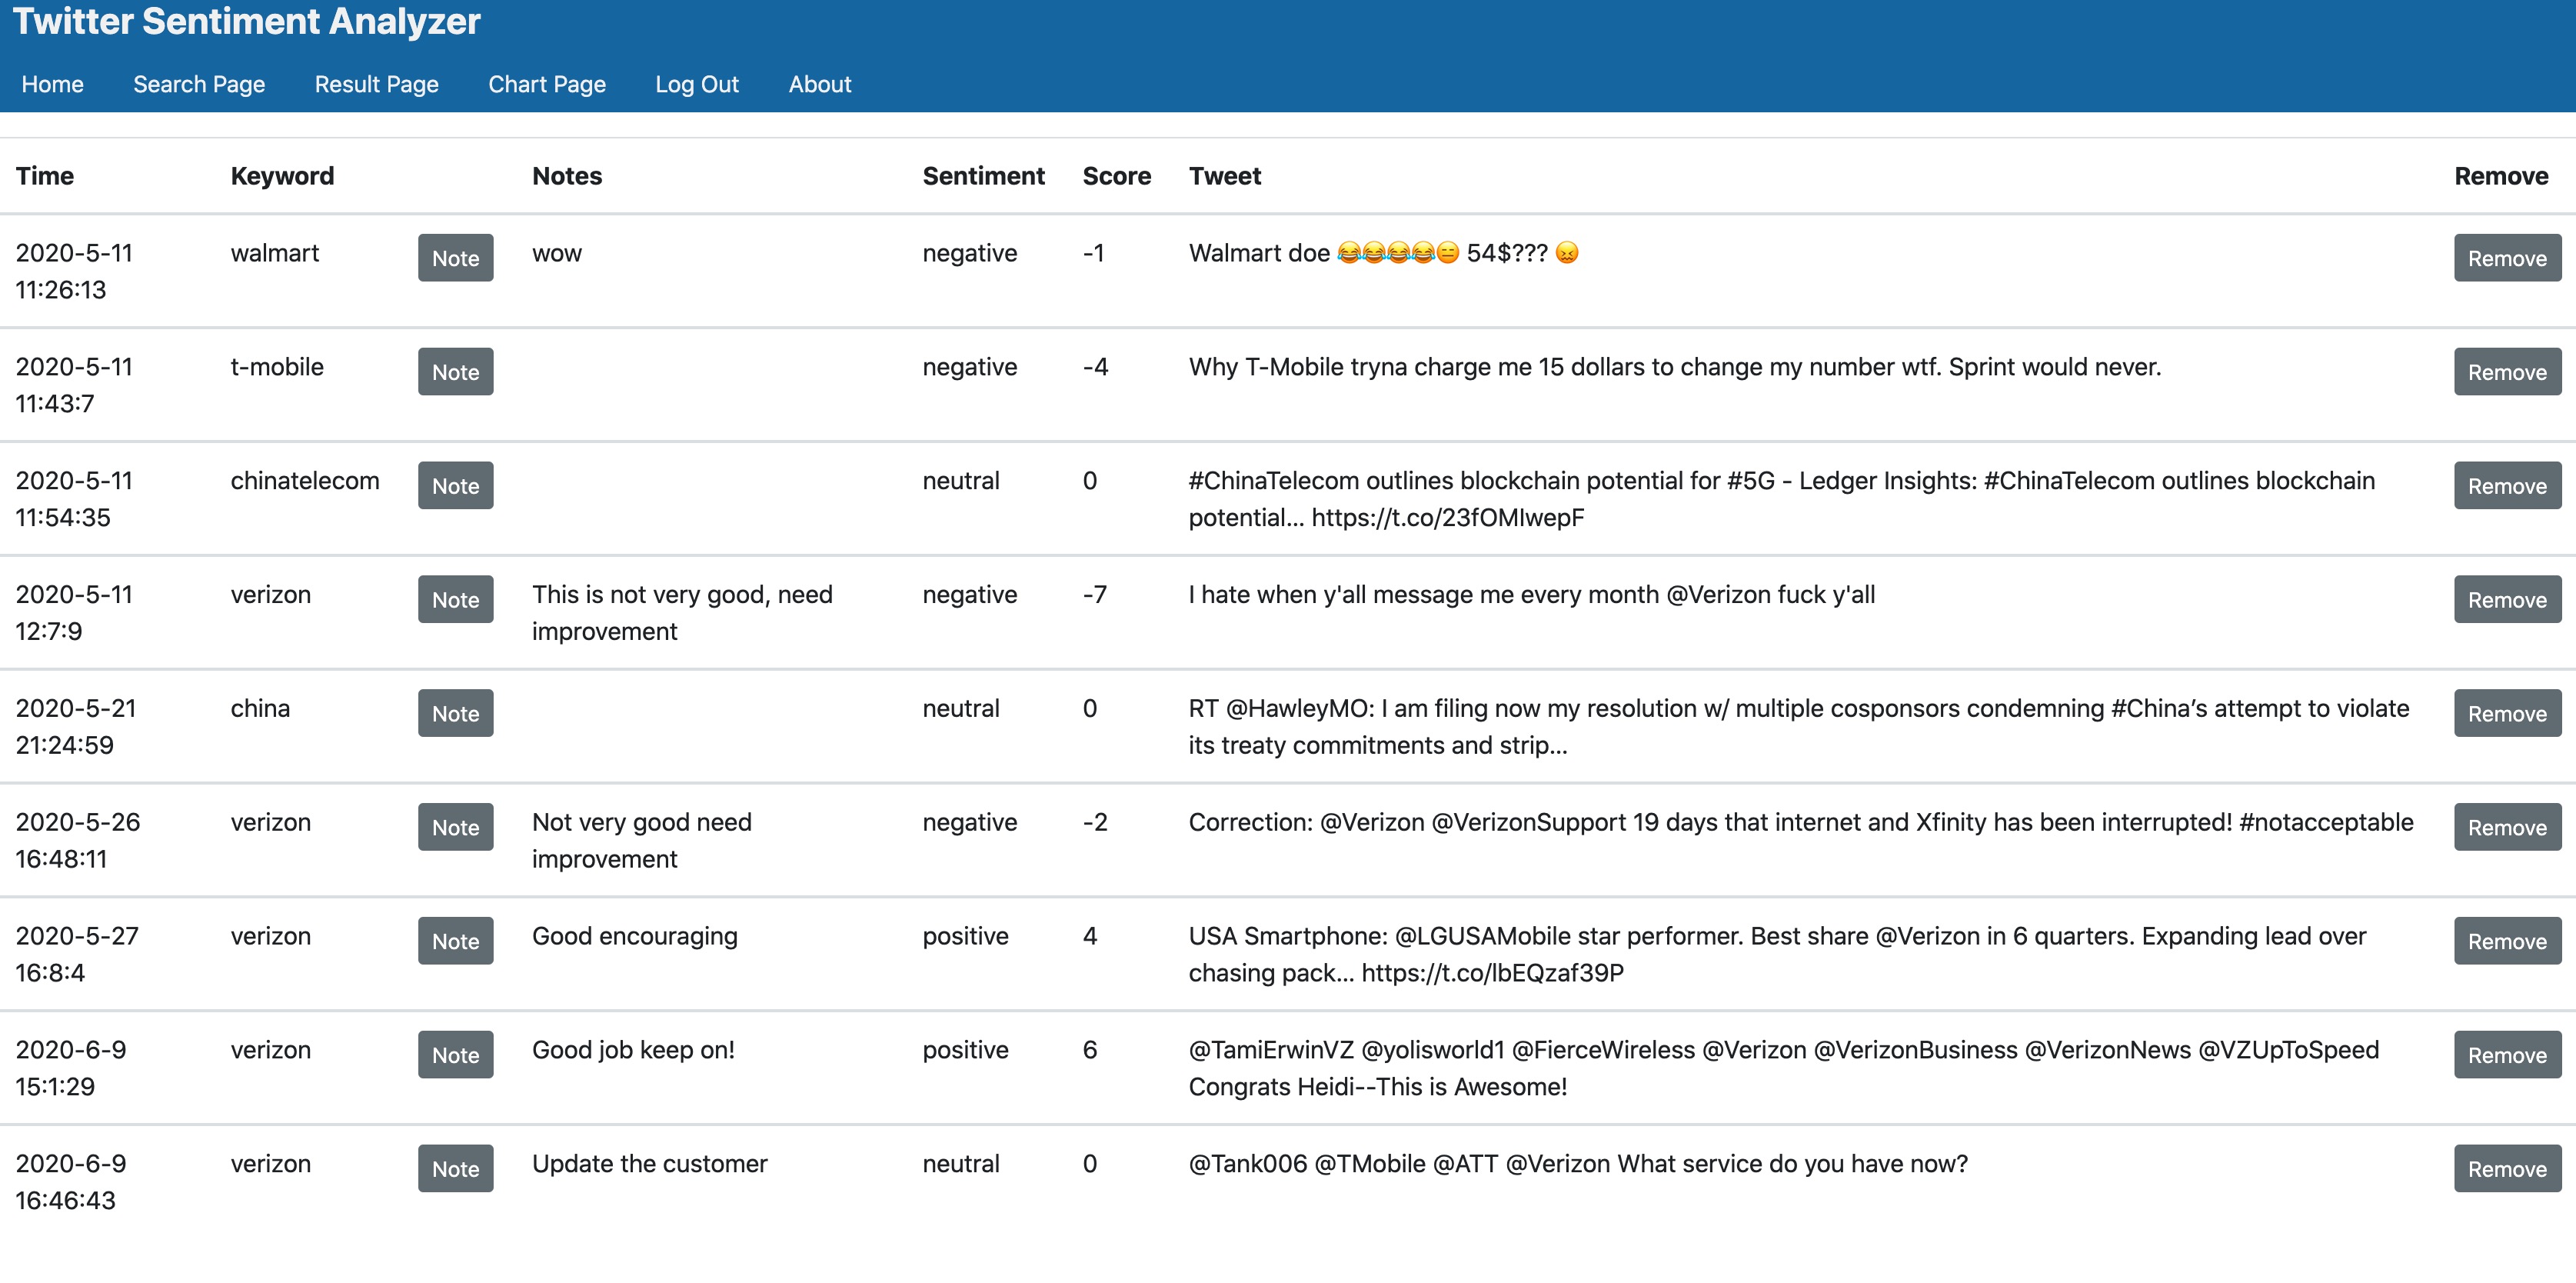 Twitter Sentiment Analyzer
Home Search Page Result Page Chart Page Log Out About
Time Keyword Notes Sentiment Score Tweet Remove
2020-5-11 walmart Note wow negative -1 Walmart doe 😂😂😂😂😑 54$??? 😖 Remove
11:26:13
2020-5-11 t-mobile Note negative -4 Why T-Mobile tryna charge me 15 dollars to change my number wtf. Sprint would never. Remove
11:43:7
2020-5-11 chinatelecom Note neutral 0 #ChinaTelecom outlines blockchain potential for #5G - Ledger Insights: #ChinaTelecom outlines blockchain Remove
11:54:35 potential... https://t.co/23fOMIwepF
2020-5-11 verizon Note This is not very good, need negative -7 I hate when y'all message me every month @Verizon fuck y'all Remove
12:7:9 improvement
2020-5-21 china Note neutral 0 RT @HawleyMO: I am filing now my resolution w/ multiple cosponsors condemning #China’s attempt to violate Remove
21:24:59 its treaty commitments and strip...
2020-5-26 verizon Note Not very good need negative -2 Correction: @Verizon @VerizonSupport 19 days that internet and Xfinity has been interrupted! #notacceptable Remove
16:48:11 improvement
2020-5-27 verizon Note Good encouraging positive 4 USA Smartphone: @LGUSAMobile star performer. Best share @Verizon in 6 quarters. Expanding lead over Remove
16:8:4 chasing pack... https://t.co/lbEQzaf39P
2020-6-9 verizon Note Good job keep on! positive 6 @TamiErwinVZ @yolisworld1 @FierceWireless @Verizon @VerizonBusiness @VerizonNews @VZUpToSpeed Remove
15:1:29 Congrats Heidi--This is Awesome!
2020-6-9 verizon Note Update the customer neutral 0 @Tank006 @TMobile @ATT @Verizon What service do you have now? Remove
16:46:43